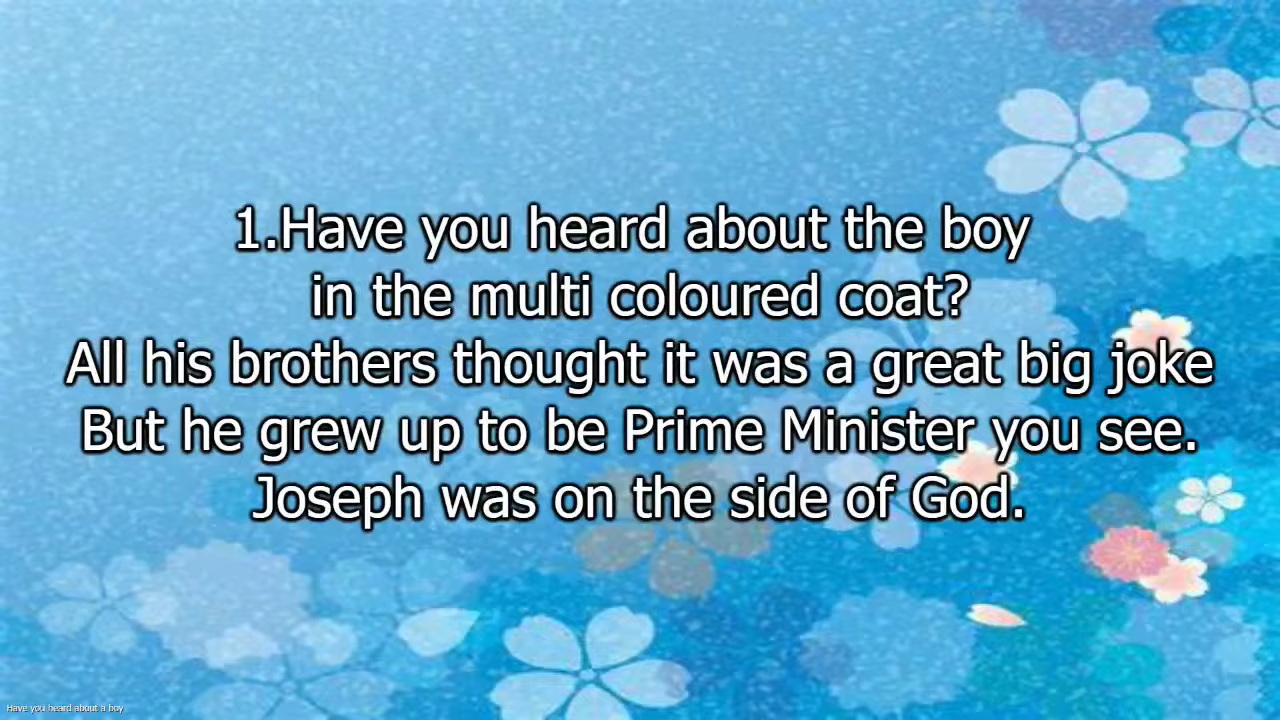 1.Have you heard about the boy
in the multi coloured coat?
All his brothers thought it was a great big joke
But he grew up to be Prime Minister you see.
Joseph was on the side of God.
Have you heard about a boy